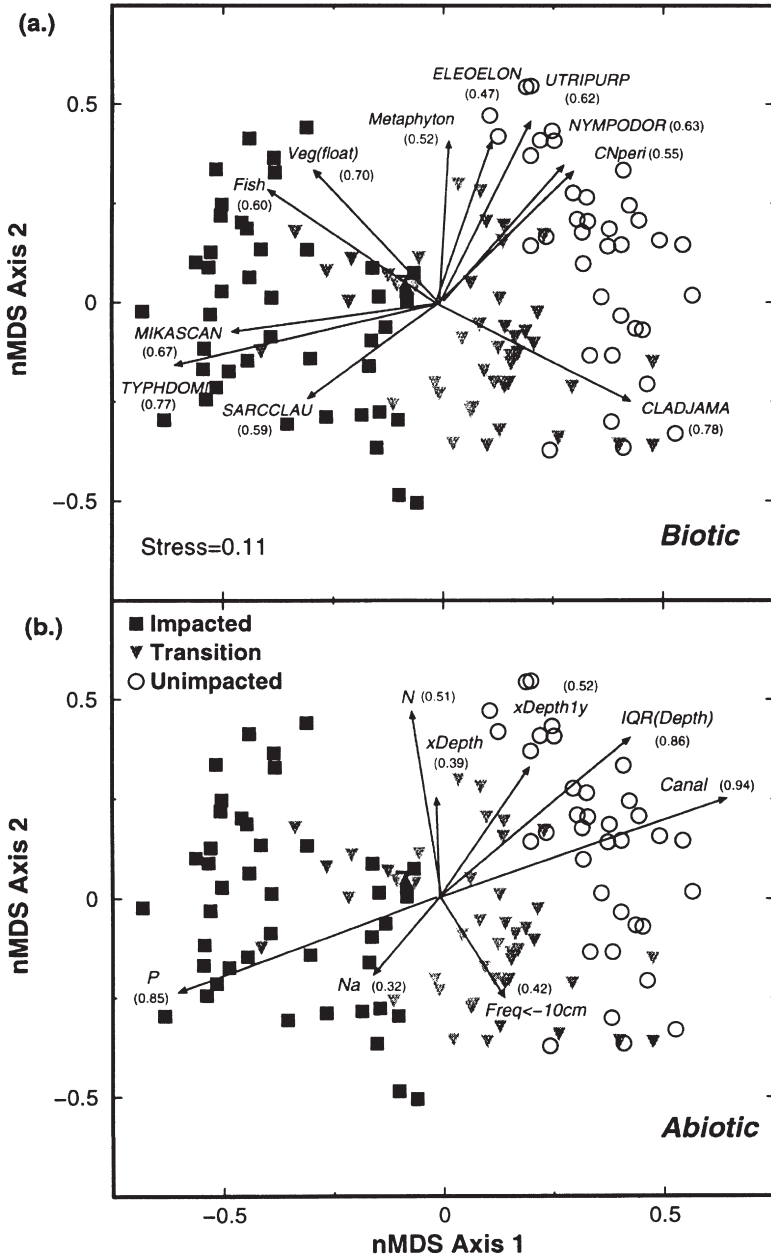 (a.)
ELEOELON
(0.47)
UTRIPURP
(0.62)
Metaphyton
(0.52)
NYMPODOR (0.63)
CNperi (0.55)
Veg(float)
(0.70)
Fish
(0.60)
MIKASCAN
(0.67)
TYPHDOMI
(0.77)
SARCCLAU
(0.59)
CLADJAMA
(0.78)
0.5
0
−0.5
nMDS Axis 2
Stress=0.11
Biotic
(b.)
Impacted
Transition
Unimpacted
N (0.51)
(0.52)
xDepth1y
xDepth
(0.39)
IQR(Depth)
(0.86)
Canal (0.94)
P
(0.85)
Na (0.32)
(0.42)
Freq<−10cm
0.5
0
−0.5
nMDS Axis 2
Abiotic
−0.5 0 0.5
nMDS Axis 1